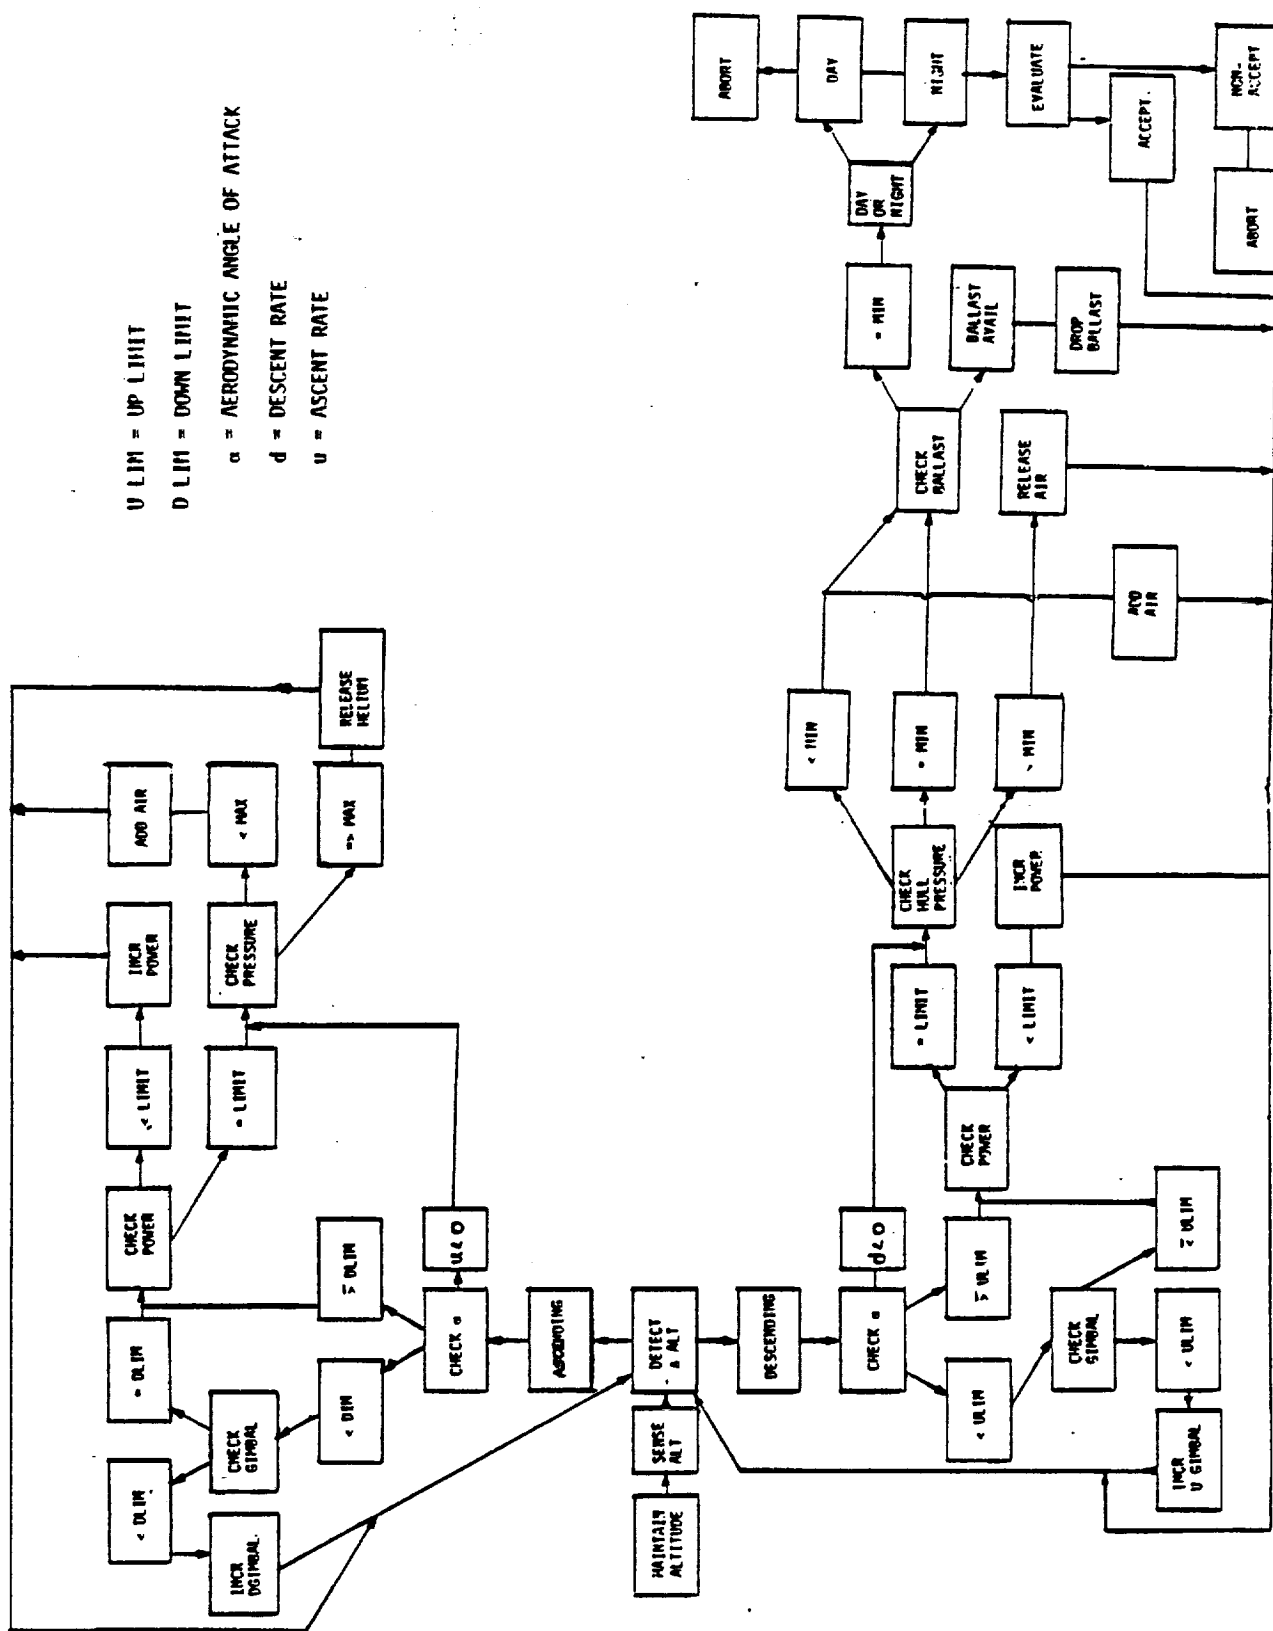 U LIM = UP LIMIT
D LIM = DOWN LIMIT
α = AERODYNAMIC ANGLE OF ATTACK
d = DESCENT RATE
u = ASCENT RATE
< DLIM
= DLIM
CHECK
POWER
< LIMIT
INCR
POWER
ADD AIR
INCR
DGIMBAL
CHECK
GIMBAL
= LIMIT
CHECK
PRESSURE
< MAX
< DIM
> DLIM
=> MAX
RELEASE
HELIUM
CHECK α
u<0
ASCENDING
MAINTAIN
ALTITUDE
SENSE
ALT
DETECT
Δ ALT
DESCENDING
CHECK α
d<0
= LIMIT
CHECK
HULL
PRESSURE
< MIN
= MIN
> MIN
CHECK
BALLAST
= MIN
DAY
OR
NIGHT
DAY
ABORT
< ULIM
> ULIM
CHECK
POWER
< LIMIT
INCR
POWER
RELEASE
AIR
BALLAST
AVAIL
NIGHT
CHECK
GIMBAL
DROP
BALLAST
EVALUATE
INCR
U GIMBAL
< ULIM
< ULIM
ADD
AIR
ACCEPT.
ABORT
NON-
ACCEPT